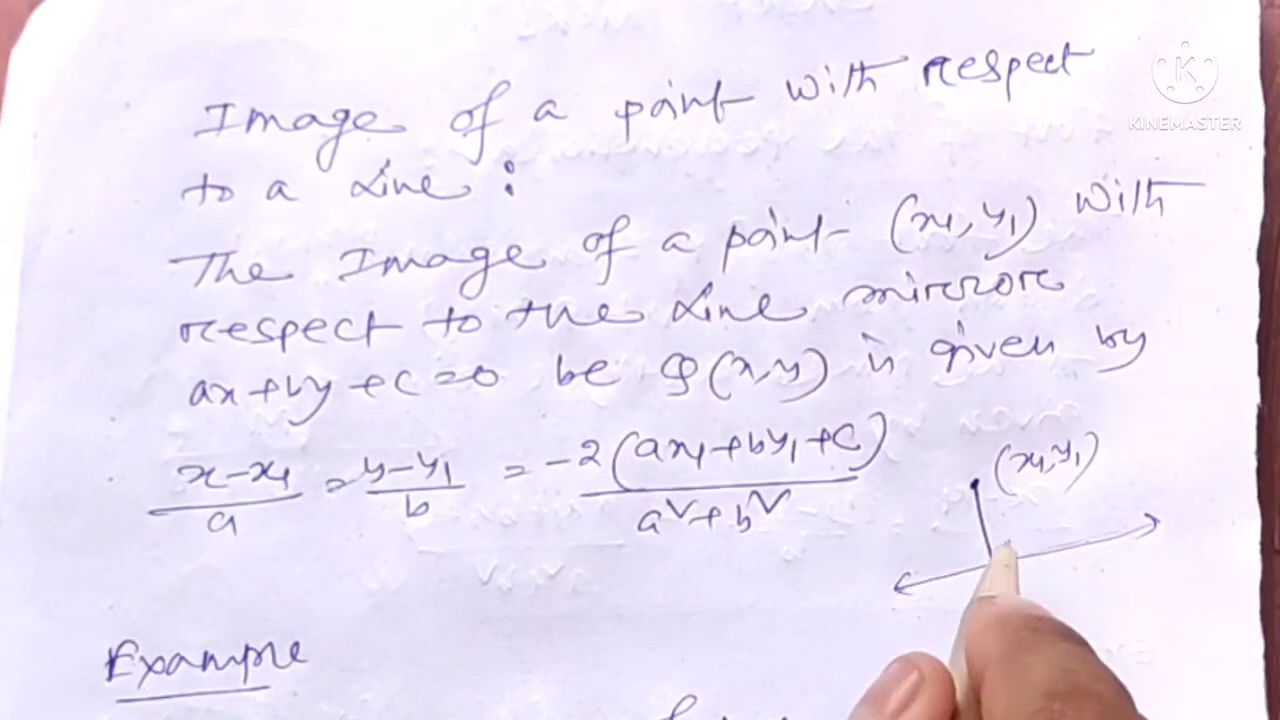 Image of a point with respect
to a Line :
The Image of a point (x₁, y₁) with
respect to the Line mirrore
ax+by+c=0 be Q(x,y) is given by
(x-x₁)/a = (y-y₁)/b = -2(ax₁+by₁+c)/(a²+b²)
(x₁,y₁)
Example
KINEMASTER